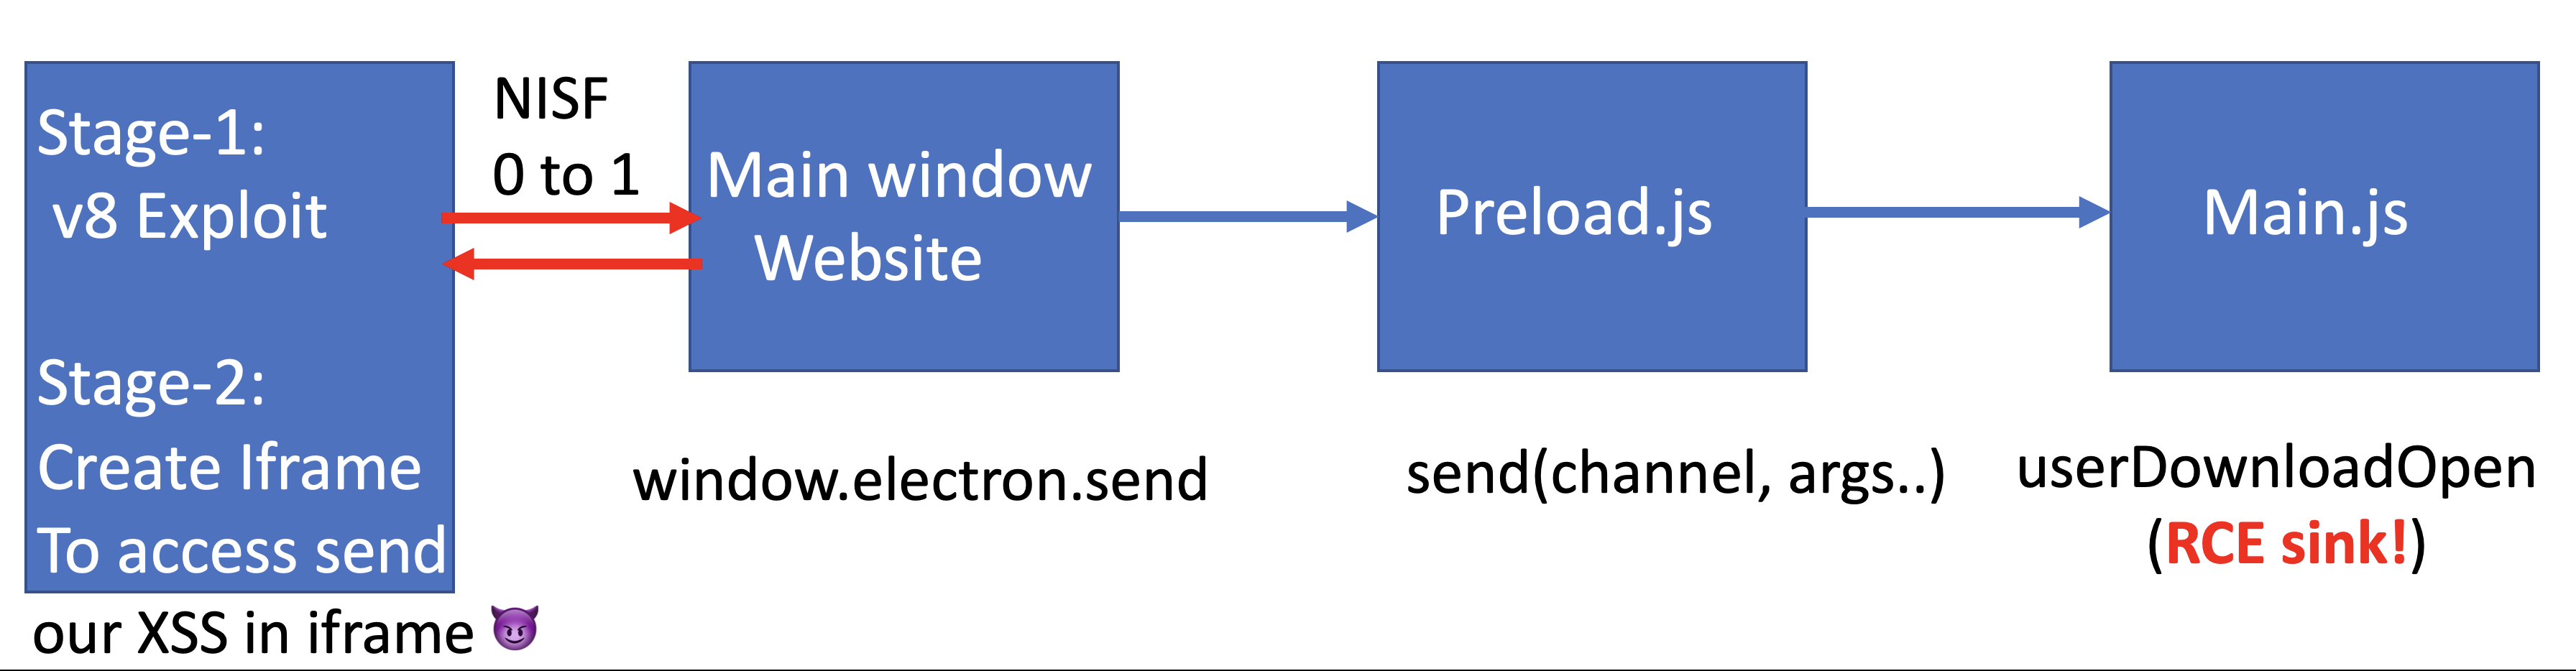 Stage-1:
v8 Exploit
Stage-2:
Create Iframe
To access send
our XSS in iframe 😈
NISF
0 to 1
Main window
Website
window.electron.send
Preload.js
send(channel, args..)
Main.js
userDownloadOpen
(RCE sink!)